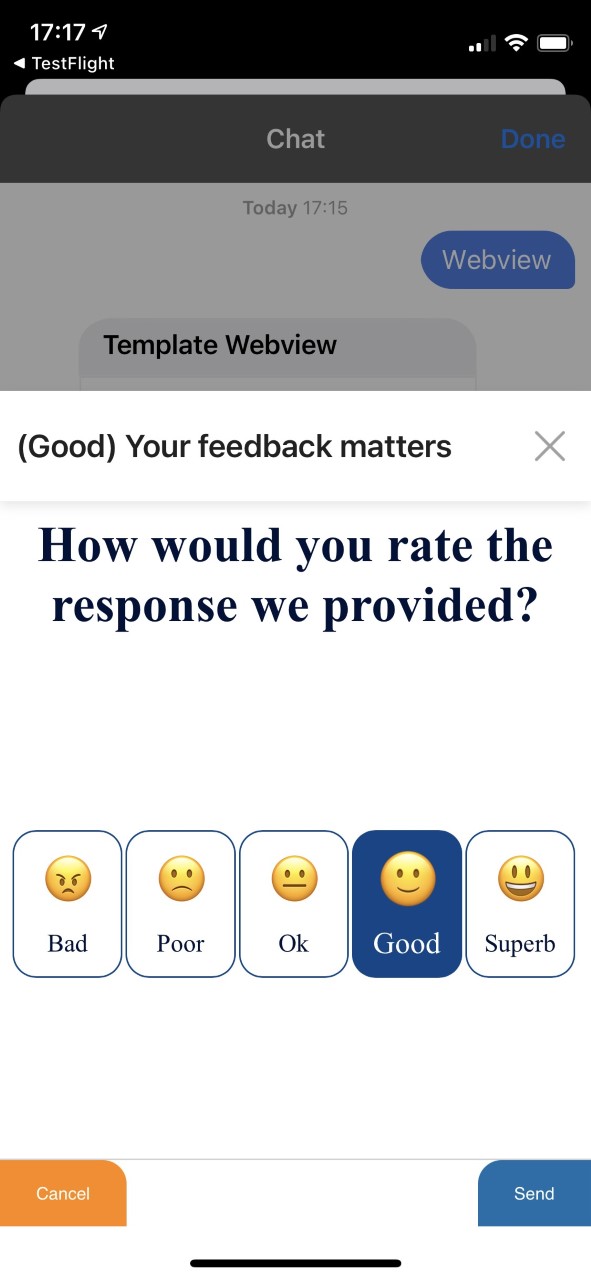 17:17
◀ TestFlight
Chat
Done
Today 17:15
Webview
Template Webview
(Good) Your feedback matters
How would you rate the
response we provided?
Bad
Poor
Ok
Good
Superb
Cancel
Send